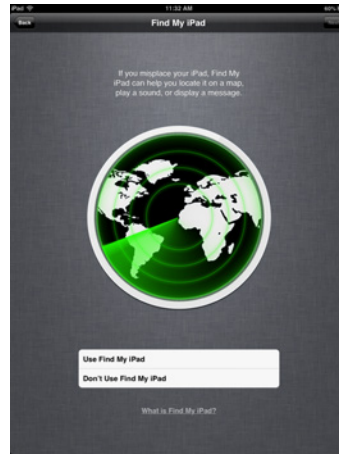 iPad 11:32 AM 80%
Back Find My iPad
If you misplace your iPad, Find My
iPad can help you locate it on a map,
play a sound, or display a message.
Use Find My iPad
Don't Use Find My iPad
What is Find My iPad?